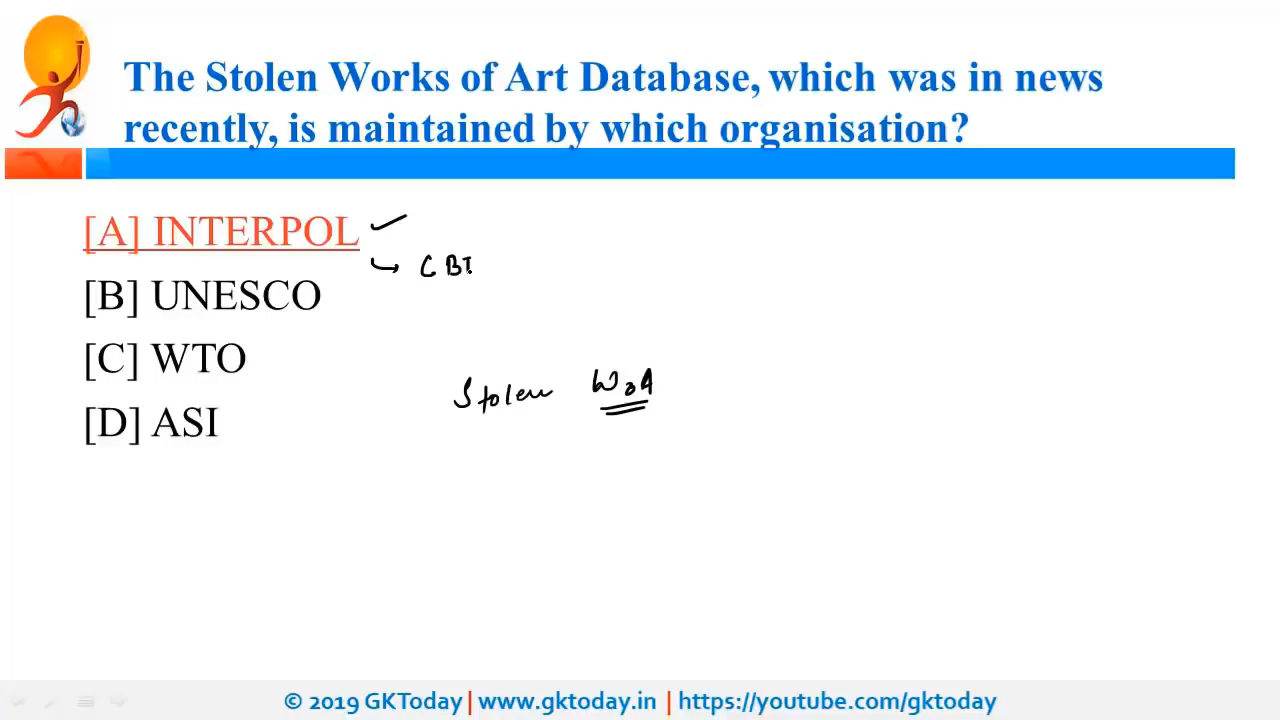 The Stolen Works of Art Database, which was in news
recently, is maintained by which organisation?
[A] INTERPOL
CBI
[B] UNESCO
[C] WTO
Stolen WoA
[D] ASI
© 2019 GKToday | www.gktoday.in | https://youtube.com/gktoday